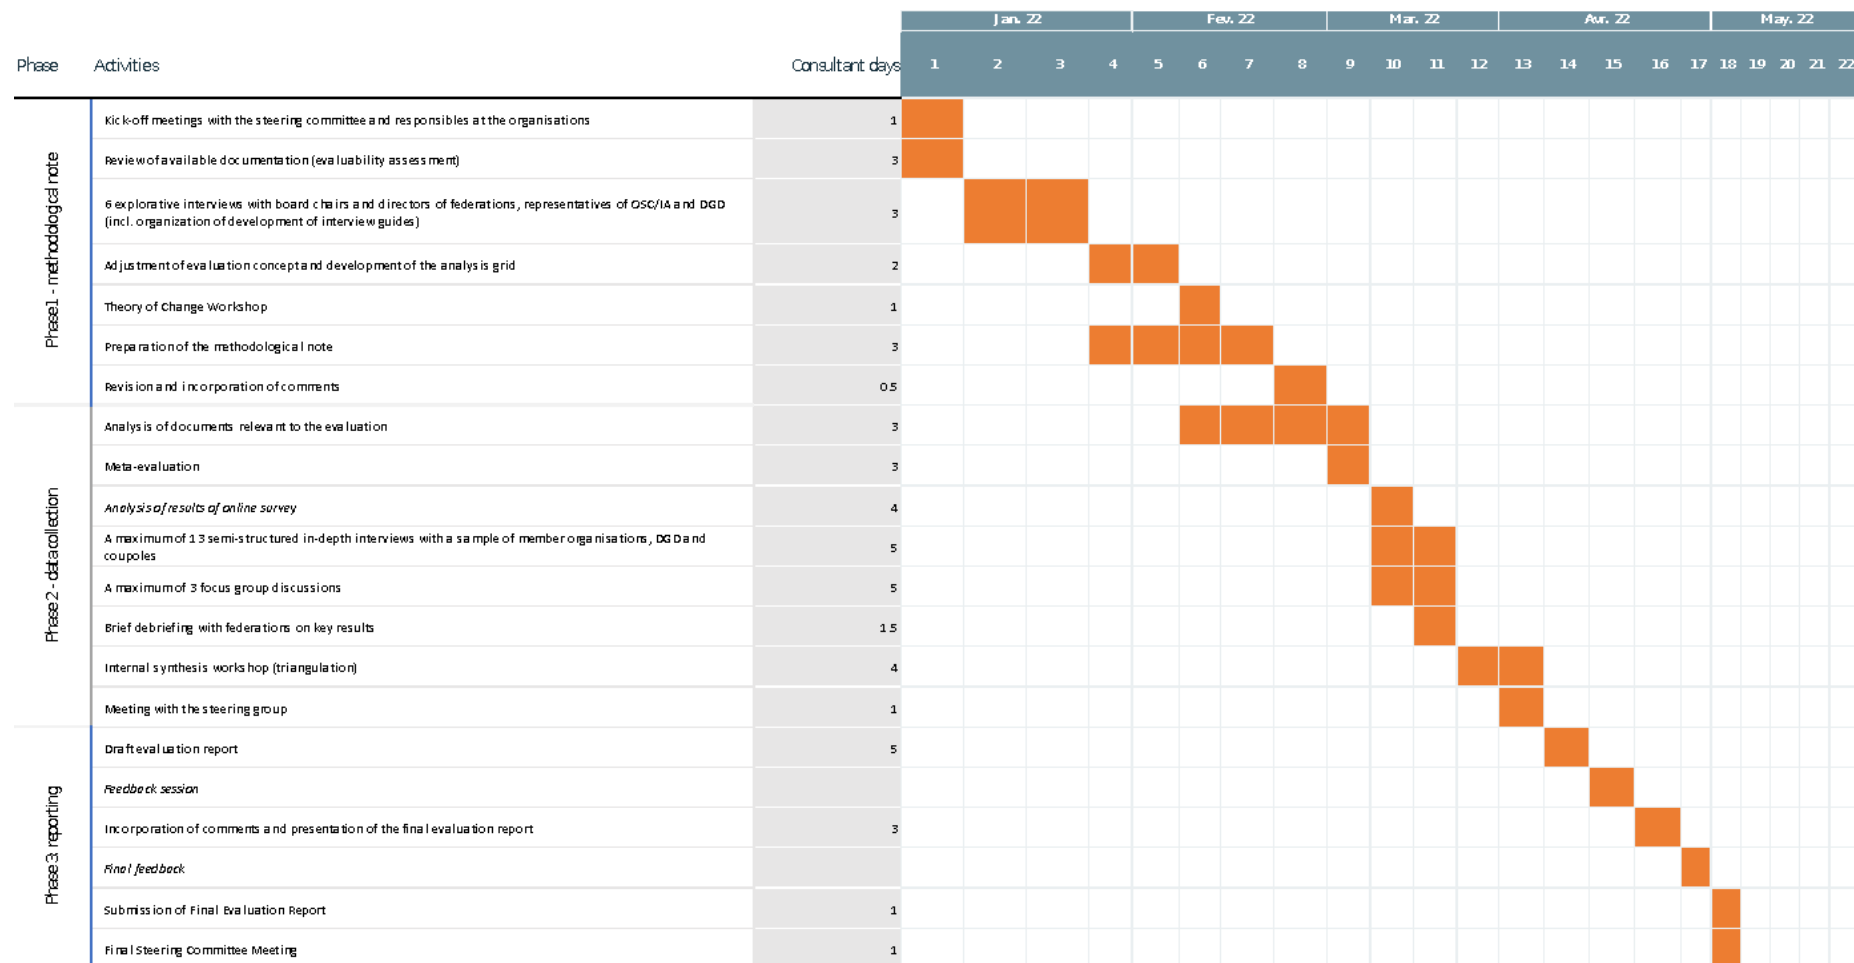 Jan. 22 Fev. 22 Mar. 22 Avr. 22 May. 22
Phase Activities Consultant days 1 2 3 4 5 6 7 8 9 10 11 12 13 14 15 16 17 18 19 20 21 22
Phase1 - methodological note
Kick-off meetings with the steering committee and responsibles at the organisations 1
Review of available documentation (evaluability assessment) 3
6 explorative interviews with board chairs and directors of federations, representatives of OSC/IA and DGD
(incl. organization of development of interview guides) 3
Adjustment of evaluation concept and development of the analysis grid 2
Theory of Change Workshop 1
Preparation of the methodological note 3
Revision and incorporation of comments 0.5
Phase 2 - data collection
Analysis of documents relevant to the evaluation 3
Meta-evaluation 3
Analysis of results of online survey 4
A maximum of 13 semi-structured in-depth interviews with a sample of member organisations, DGD and
coupoles 5
A maximum of 3 focus group discussions 5
Brief debriefing with federations on key results 1.5
Internal synthesis workshop (triangulation) 4
Meeting with the steering group 1
Phase 3: reporting
Draft evaluation report 5
Feedback session
Incorporation of comments and presentation of the final evaluation report 3
Final feedback
Submission of Final Evaluation Report 1
Final Steering Committee Meeting 1